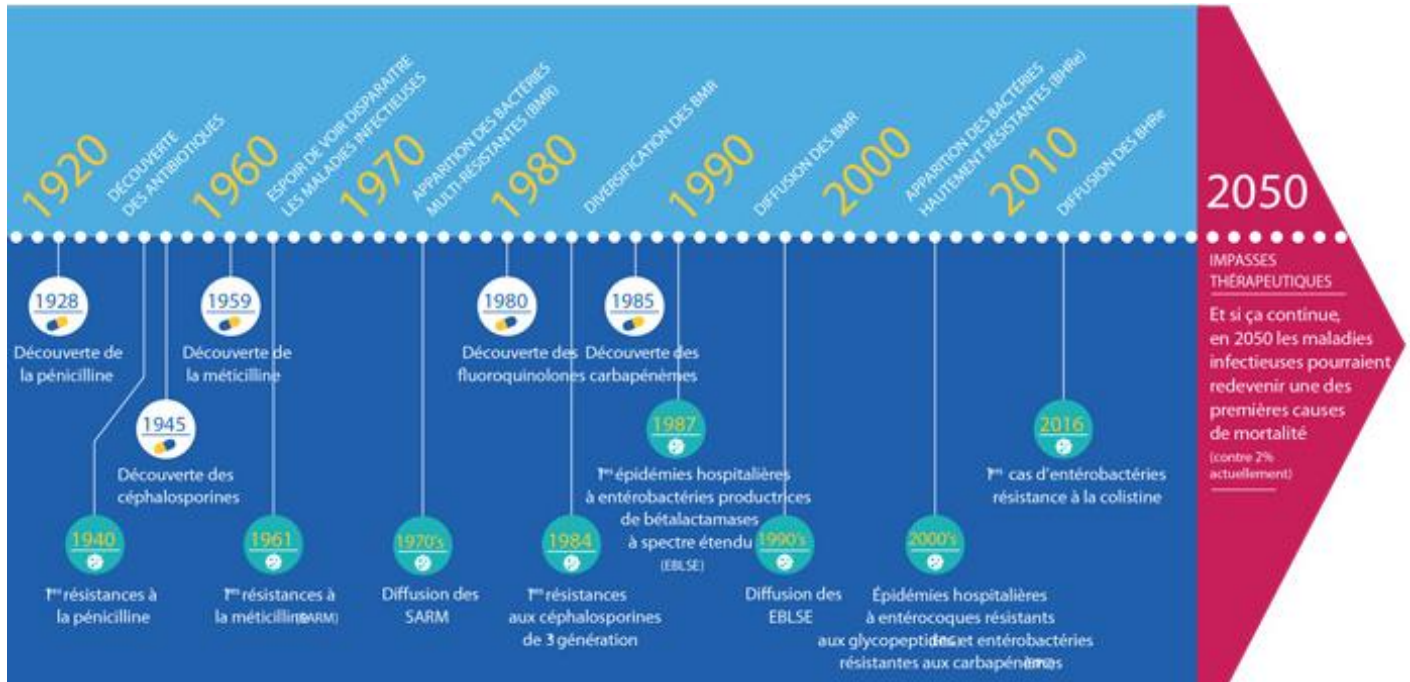 1920
DÉCOUVERTE
DES ANTIBIOTIQUES
1960
ESPOIR DE VOIR DISPARAITRE
LES MALADIES INFECTIEUSES
1970
APPARITION DES BACTÉRIES
MULTI-RÉSISTANTES (BMR)
1980
DIVERSIFICATION DES BMR
1990
DIFFUSION DES BMR
2000
APPARITION DES BACTÉRIES
HAUTEMENT RÉSISTANTES (BHRe)
2010
DIFFUSION DES BHRe
2050
IMPASSES
THÉRAPEUTIQUES
Et si ça continue,
en 2050 les maladies
infectieuses pourraient
redevenir une des
premières causes
de mortalité
(contre 2%
actuellement)
1928
Découverte de
la pénicilline
1959
Découverte de
la méticilline
1980
Découverte des
fluoroquinolones
1985
Découverte des
carbapénèmes
1945
Découverte des
céphalosporines
1987
1res épidémies hospitalières
à entérobactéries productrices
de bétalactamases
à spectre étendu
(EBLSE)
2016
1ers cas d'entérobactéries
résistance à la colistine
1940
1res résistances à
la pénicilline
1961
1res résistances à
la méticilline (SARM)
1970's
Diffusion des
SARM
1984
1res résistances
aux céphalosporines
de 3 génération
1990's
Diffusion des
EBLSE
2000's
Épidémies hospitalières
à entérocoques résistants
aux glycopeptides et entérobactéries
résistantes aux carbapénèmes